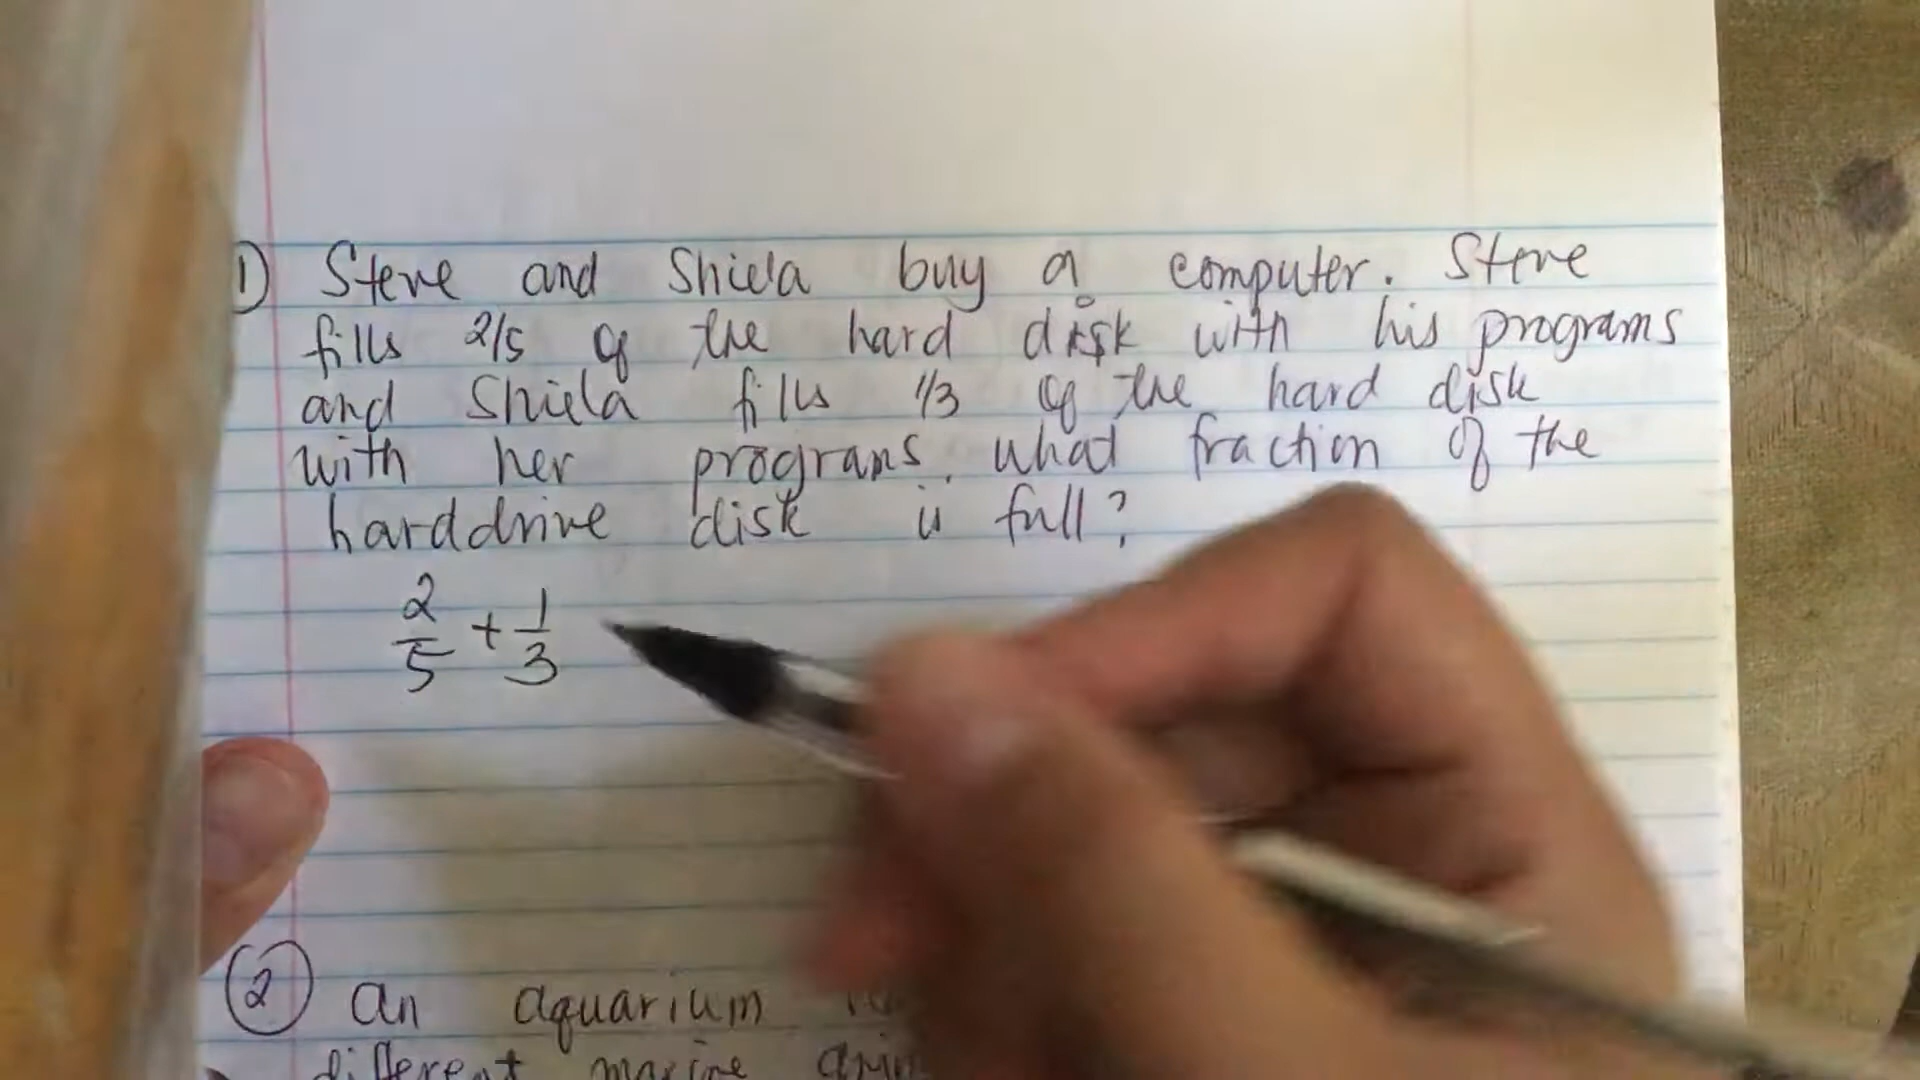 1) Steve and Shiela buy a computer. Steve
fills 2/5 of the hard disk with his programs
and Shiela fills 1/3 of the hard disk
with her programs. what fraction of the
harddrive disk is full?
2/5 + 1/3
2 an aquarium
different marine